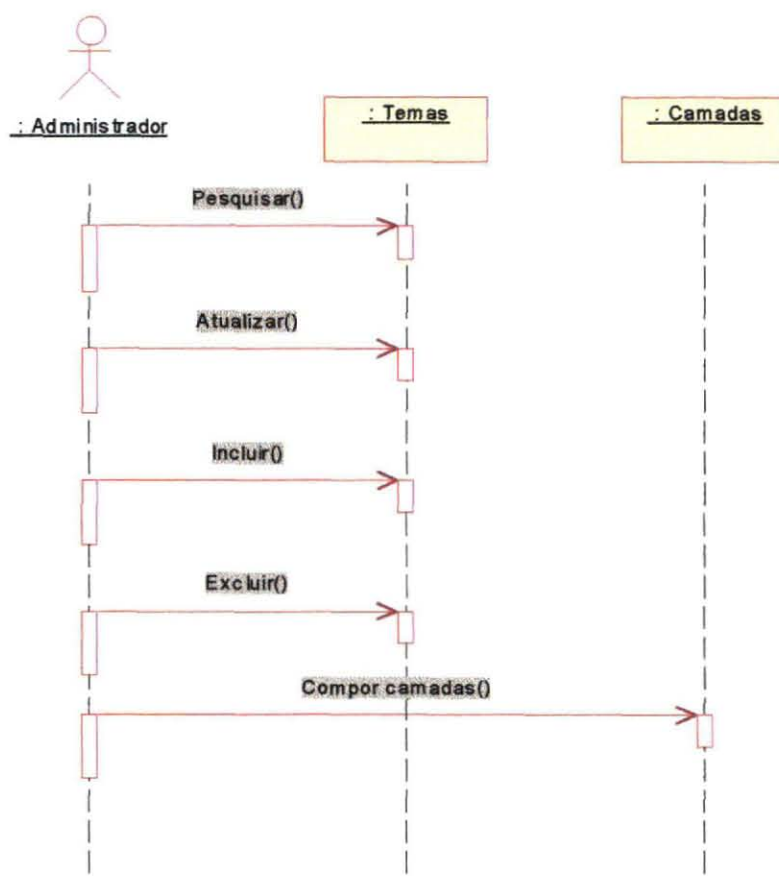 : Administrador
: Temas
: Camadas
Pesquisar()
Atualizar()
Incluir()
Excluir()
Compor camadas()